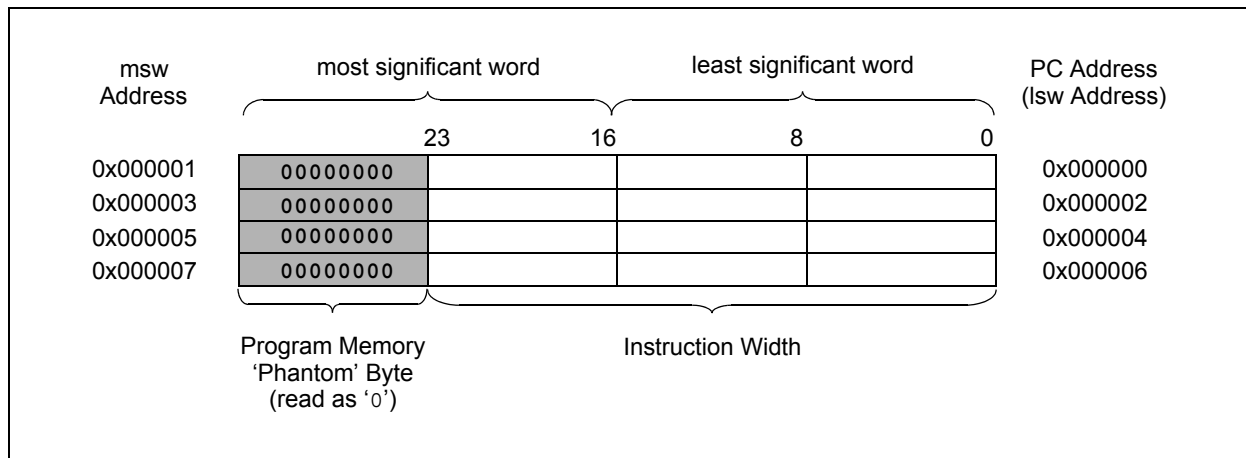 msw
Address
most significant word
least significant word
PC Address
(lsw Address)
23
16
8
0
0x000001
00000000
0x000000
0x000003
00000000
0x000002
0x000005
00000000
0x000004
0x000007
00000000
0x000006
Program Memory
‘Phantom’ Byte
(read as ‘0’)
Instruction Width